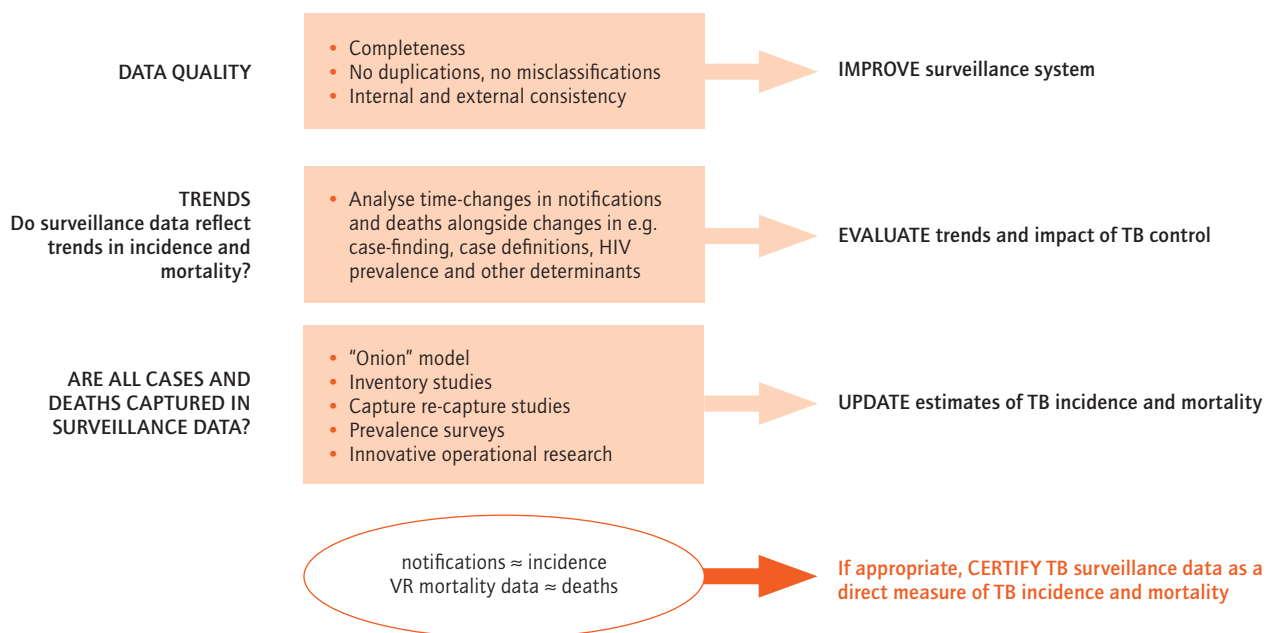 DATA QUALITY
• Completeness
• No duplications, no misclassifications
• Internal and external consistency
IMPROVE surveillance system
TRENDS
Do surveillance data reflect
trends in incidence and
mortality?
• Analyse time-changes in notifications
and deaths alongside changes in e.g.
case-finding, case definitions, HIV
prevalence and other determinants
EVALUATE trends and impact of TB control
ARE ALL CASES AND
DEATHS CAPTURED IN
SURVEILLANCE DATA?
• “Onion” model
• Inventory studies
• Capture re-capture studies
• Prevalence surveys
• Innovative operational research
UPDATE estimates of TB incidence and mortality
notifications ≈ incidence
VR mortality data ≈ deaths
If appropriate, CERTIFY TB surveillance data as a
direct measure of TB incidence and mortality